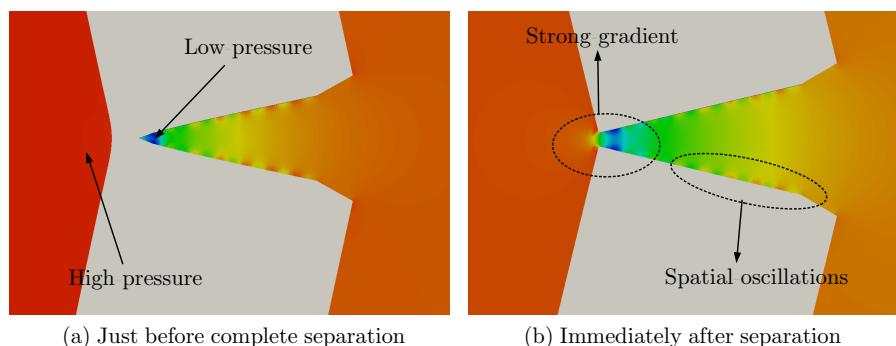 Low pressure
High pressure
(a) Just before complete separation
Strong gradient
Spatial oscillations
(b) Immediately after separation